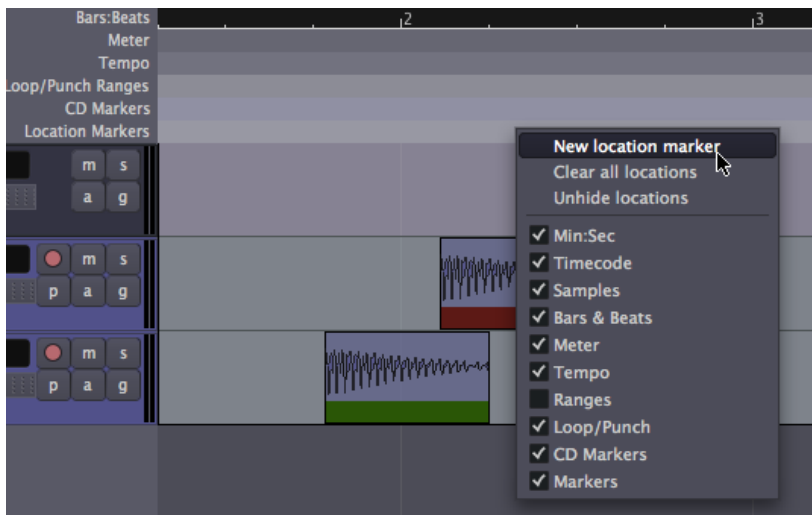 Bars:Beats
2
3
Meter
Tempo
Loop/Punch Ranges
CD Markers
Location Markers
m s
a g
m s
p a g
m s
p a g
New location marker
Clear all locations
Unhide locations
Min:Sec
Timecode
Samples
Bars & Beats
Meter
Tempo
Ranges
Loop/Punch
CD Markers
Markers